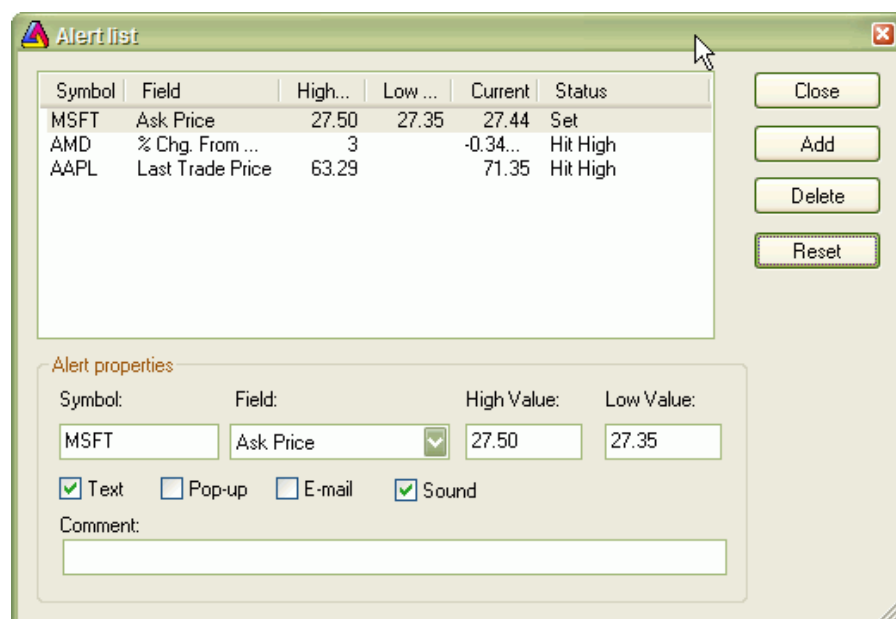 Alert list
Symbol Field High... Low ... Current Status
MSFT Ask Price 27.50 27.35 27.44 Set
AMD % Chg. From ... 3 -0.34... Hit High
AAPL Last Trade Price 63.29 71.35 Hit High
Close
Add
Delete
Reset
Alert properties
Symbol: Field: High Value: Low Value:
MSFT Ask Price 27.50 27.35
Text Pop-up E-mail Sound
Comment: